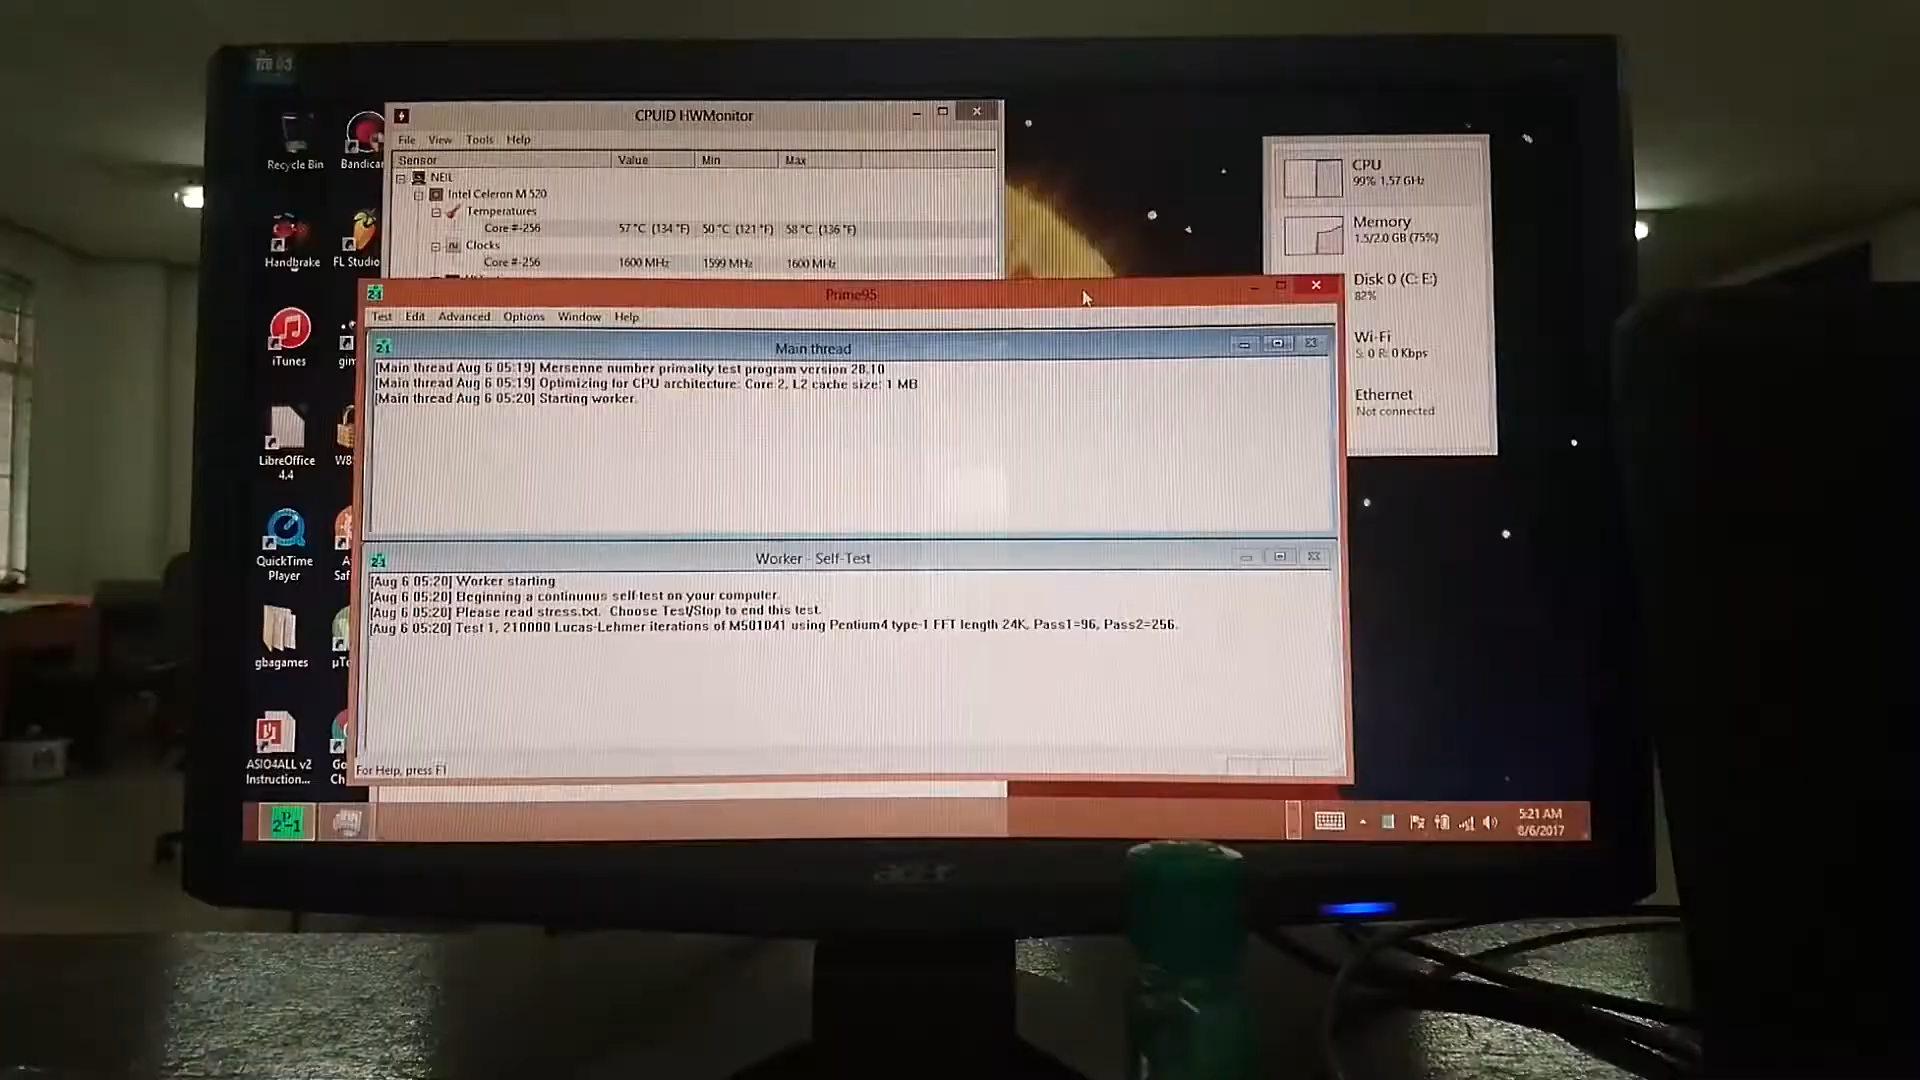 Recycle Bin
Handbrake
FL Studio
iTunes
LibreOffice
4.4
QuickTime
Player
gbagames
ASIO4ALL v2
Instruction...
CPUID HWMonitor
File View Tools Help
Sensor Value Min Max
NEIL
Intel Celeron M 520
Temperatures
Core #-256 57 °C (134 °F) 50 °C (121 °F) 58 °C (136 °F)
Clocks
Core #-256 1600 MHz 1599 MHz 1600 MHz
CPU
99% 1.57 GHz
Memory
1.5/2.0 GB (75%)
Disk 0 (C: E:)
82%
Wi-Fi
S: 0 R: 0 Kbps
Ethernet
Not connected
Prime95
Test Edit Advanced Options Window Help
Main thread
[Main thread Aug 6 05:19] Mersenne number primality test program version 28.10
[Main thread Aug 6 05:19] Optimizing for CPU architecture: Core 2, L2 cache size: 1 MB
[Main thread Aug 6 05:20] Starting worker.
Worker - Self-Test
[Aug 6 05:20] Worker starting
[Aug 6 05:20] Beginning a continuous self-test on your computer.
[Aug 6 05:20] Please read stress.txt. Choose Test/Stop to end this test.
[Aug 6 05:20] Test 1, 210000 Lucas-Lehmer iterations of M501041 using Pentium4 type-1 FFT length 24K, Pass1=96, Pass2=256.
For Help, press F1
5:21 AM
8/6/2017
acer